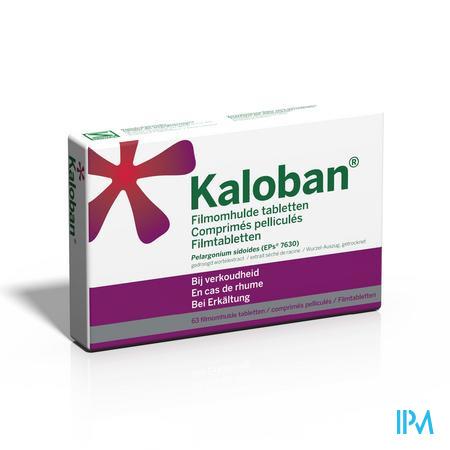 Kaloban®
Filmomhulde tabletten
Comprimés pelliculés
Filmtabletten
Pelargonium sidoides (EPs® 7630)
gedroogd wortelextract / extrait séché de racine / Wurzel-Auszug, getrocknet
Bij verkoudheid
En cas de rhume
Bei Erkältung
63 filmomhulde tabletten / comprimés pelliculés / Filmtabletten
Kaloban®
IPM